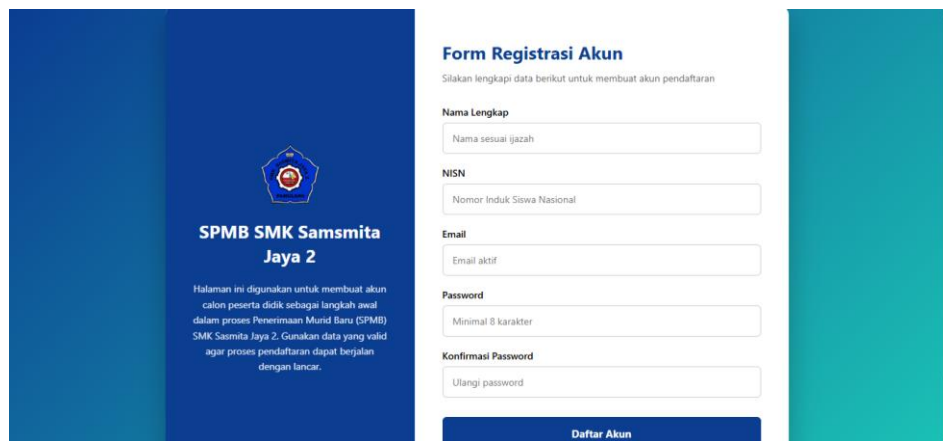 SPMB SMK Samsmita
Jaya 2
Halaman ini digunakan untuk membuat akun
calon peserta didik sebagai langkah awal
dalam proses Penerimaan Murid Baru (SPMB)
SMK Sasmita Jaya 2. Gunakan data yang valid
agar proses pendaftaran dapat berjalan
dengan lancar.
Form Registrasi Akun
Silakan lengkapi data berikut untuk membuat akun pendaftaran
Nama Lengkap
Nama sesuai ijazah
NISN
Nomor Induk Siswa Nasional
Email
Email aktif
Password
Minimal 8 karakter
Konfirmasi Password
Ulangi password
Daftar Akun